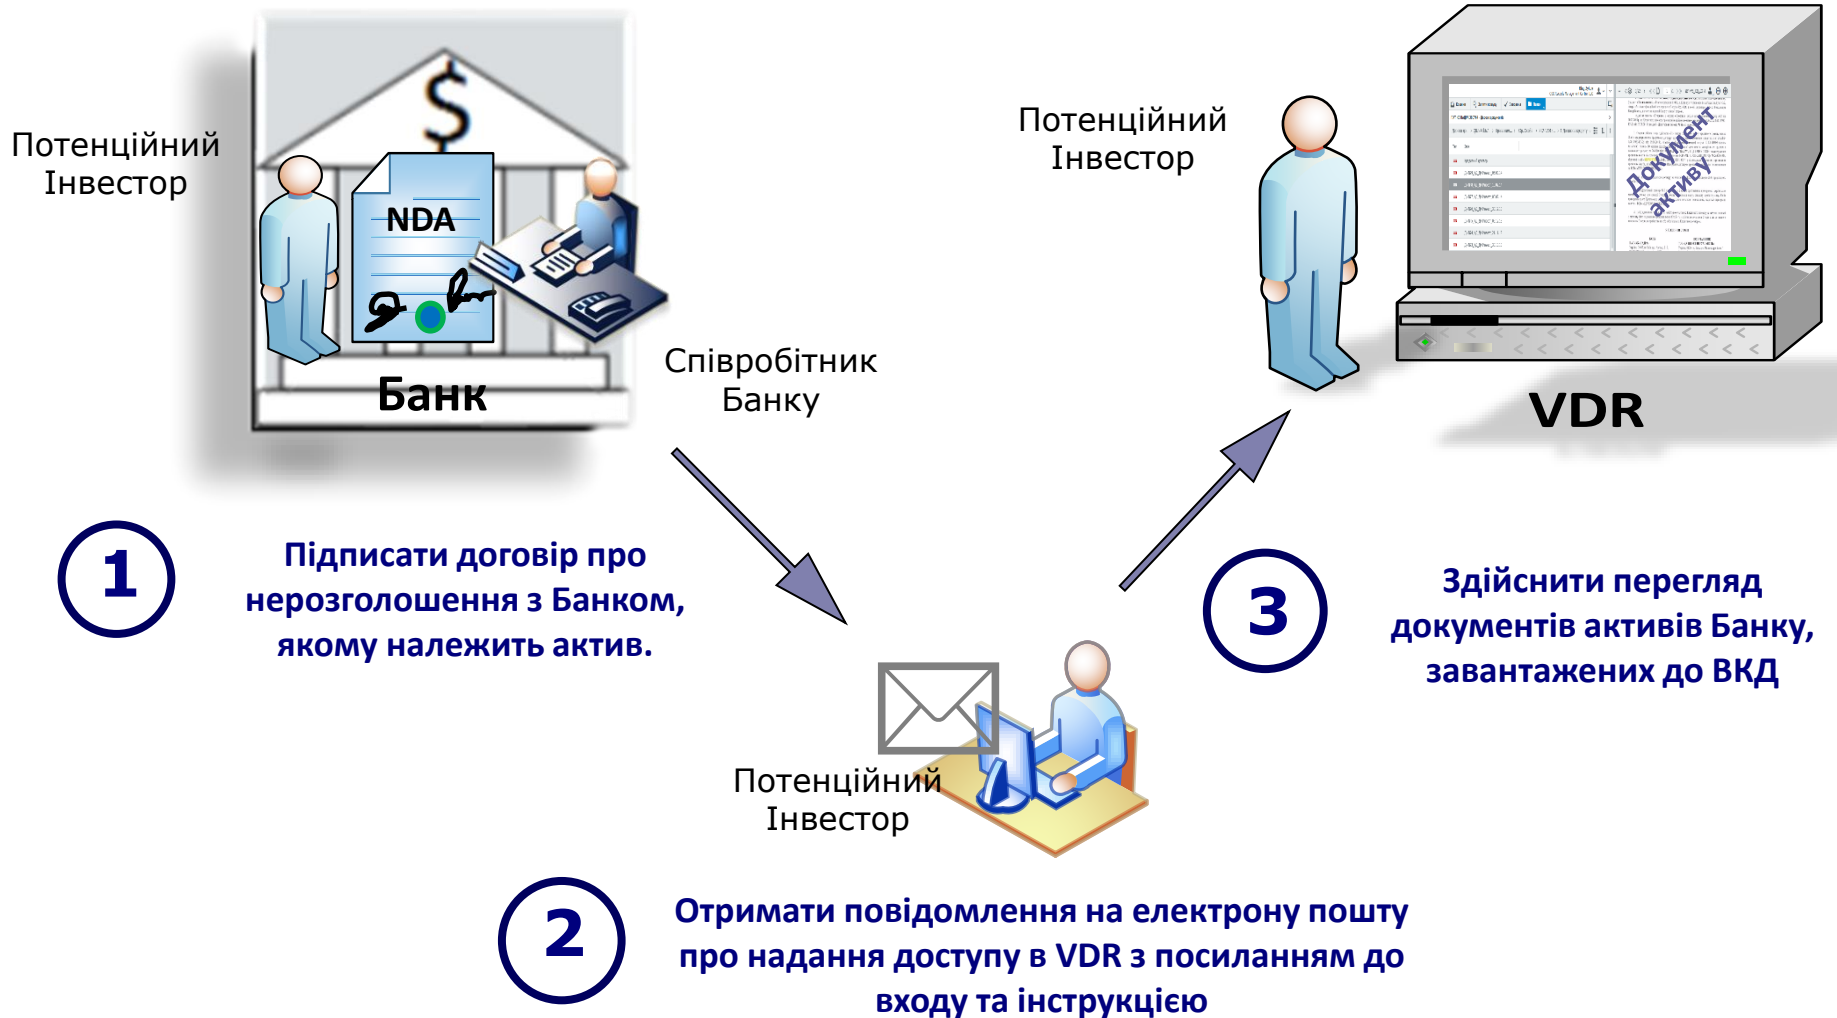 Потенційний
Інвестор
NDA
Банк
Співробітник
Банку
Потенційний
Інвестор
Документ
активу
VDR
1
Підписати договір про
нерозголошення з Банком,
якому належить актив.
Потенційний
Інвестор
2
Отримати повідомлення на електрону пошту
про надання доступу в VDR з посиланням до
входу та інструкцією
3
Здійснити перегляд
документів активів Банку,
завантажених до ВКД